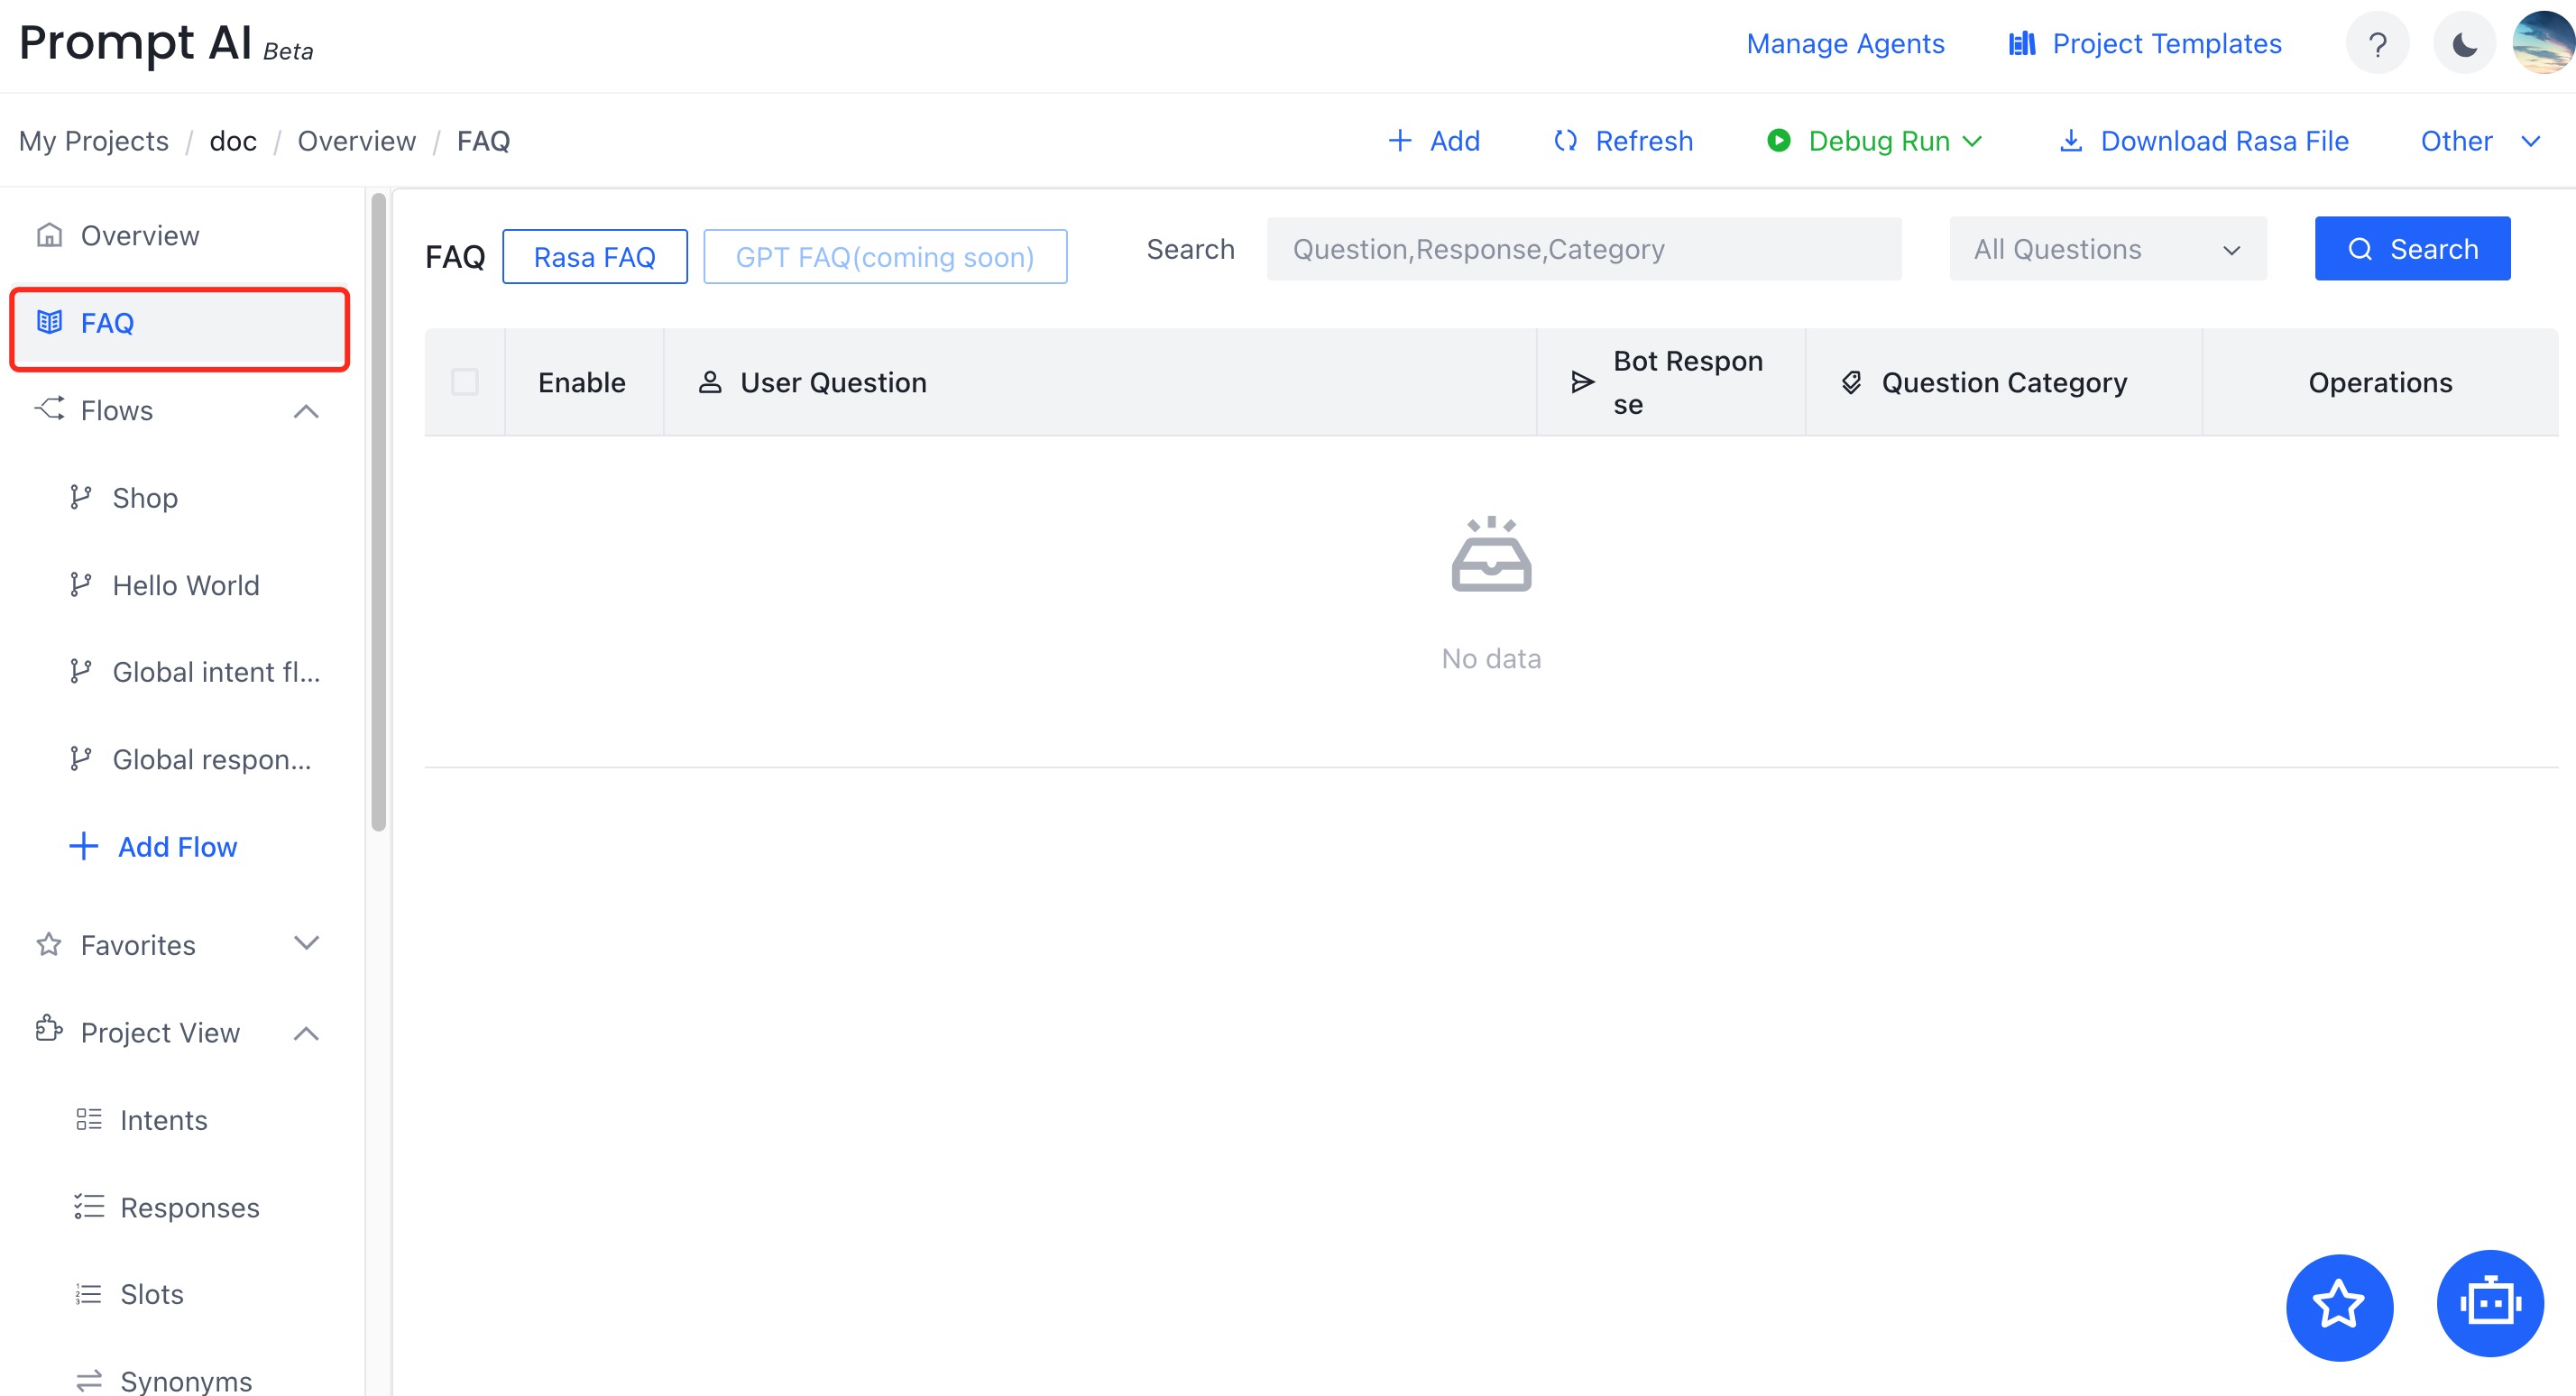 Prompt AI Beta
Manage Agents
Project Templates
?
My Projects / doc / Overview / FAQ
Add
Refresh
Debug Run
Download Rasa File
Other
Overview
FAQ
Flows
Shop
Hello World
Global intent fl...
Global respon...
Add Flow
Favorites
Project View
Intents
Responses
Slots
Synonyms
FAQ
Rasa FAQ
GPT FAQ(coming soon)
Search
Question,Response,Category
All Questions
Search
Enable
User Question
Bot Respon
se
Question Category
Operations
No data